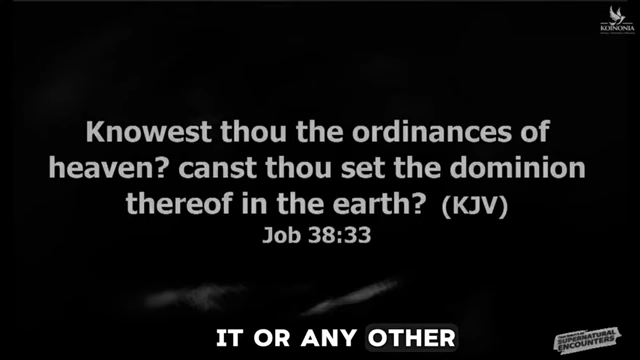 KOINONIA
Knowest thou the ordinances of
heaven? canst thou set the dominion
thereof in the earth? (KJV)
Job 38:33
SUPERNATURAL
ENCOUNTERS
IT OR ANY OTHER